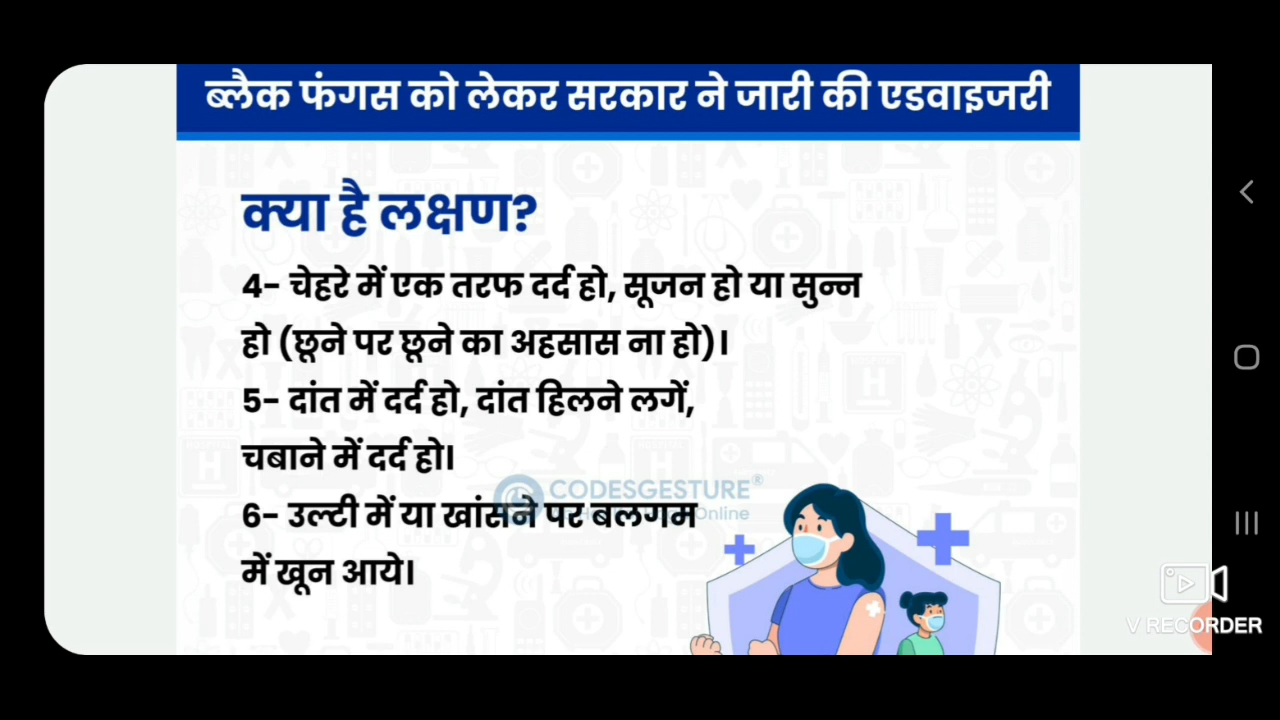 ब्लैक फंगस को लेकर सरकार ने जारी की एडवाइजरी
क्या है लक्षण?
4- चेहरे में एक तरफ दर्द हो, सूजन हो या सुन्न
हो (छूने पर छूने का अहसास ना हो)।
5- दांत में दर्द हो, दांत हिलने लगें,
चबाने में दर्द हो।
CODESGESTURE®
6- उल्टी में या खांसने पर बलगम
Online
में खून आये।
V RECORDER